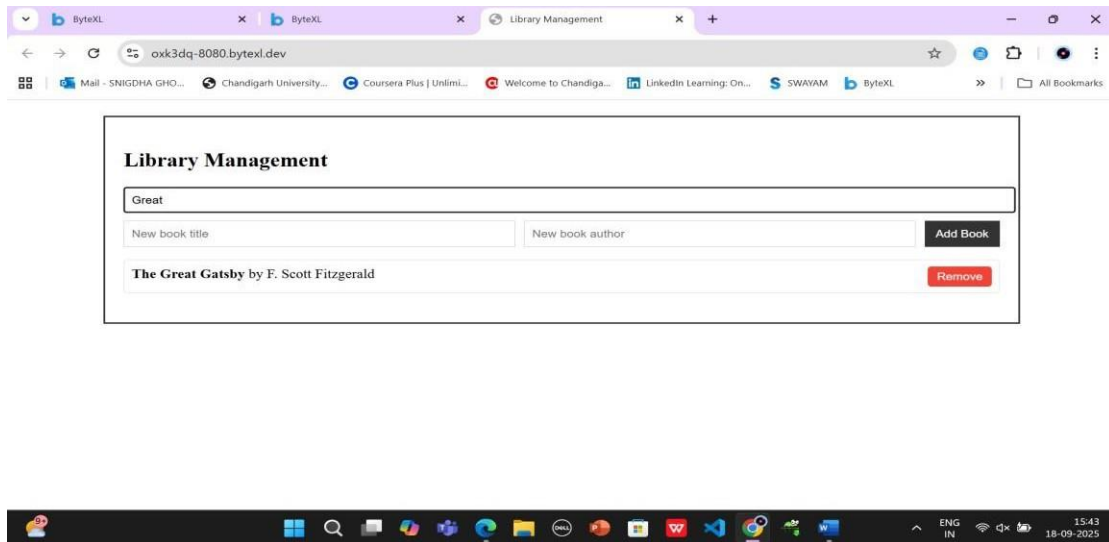 ByteXL ByteXL Library Management
oxk3dq-8080.bytexl.dev
Mail - SNIGDHA GHO... Chandigarh University... Coursera Plus | Unlimi... Welcome to Chandiga... LinkedIn Learning: On... SWAYAM ByteXL » All Bookmarks
Library Management
Great
New book title New book author Add Book
The Great Gatsby by F. Scott Fitzgerald Remove
9+ ENG 15:43
IN 18-09-2025